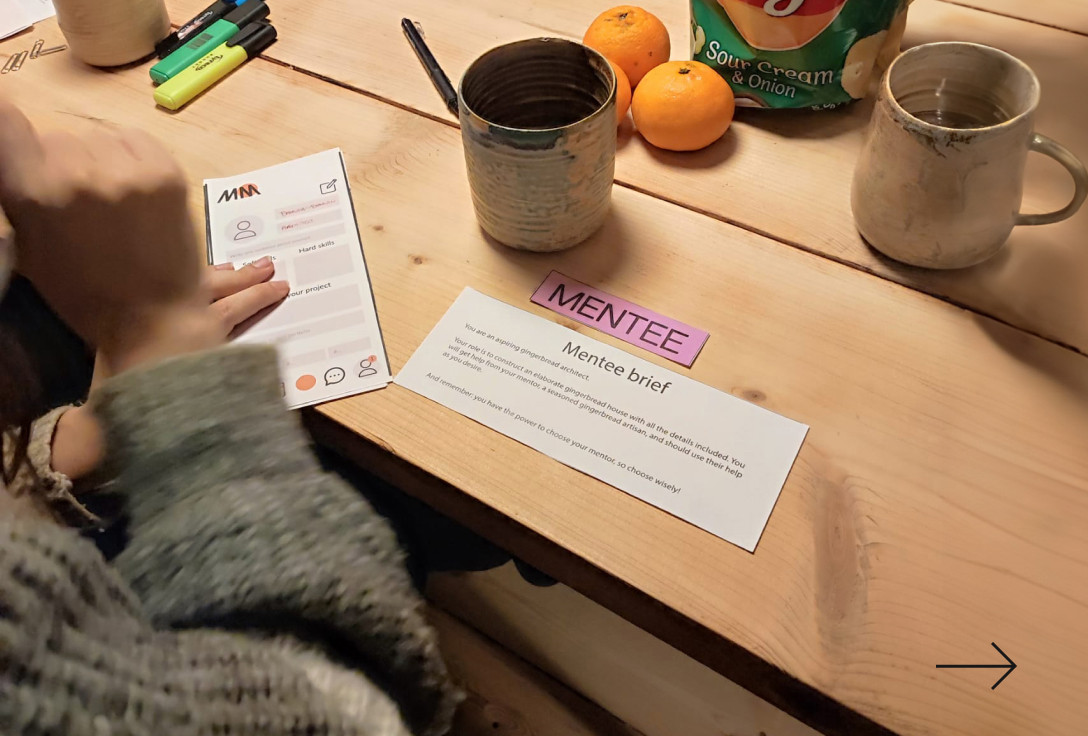 Sour Cream
& Onion
MM
Hard skills
your project
MENTEE
Mentee brief
You are an aspiring gingerbread architect.
Your role is to construct an elaborate gingerbread house with all the details included. You
will get help from your mentor, a seasoned gingerbread artisan, and should use their help
as you desire.
And remember: you have the power to choose your mentor, so choose wisely!